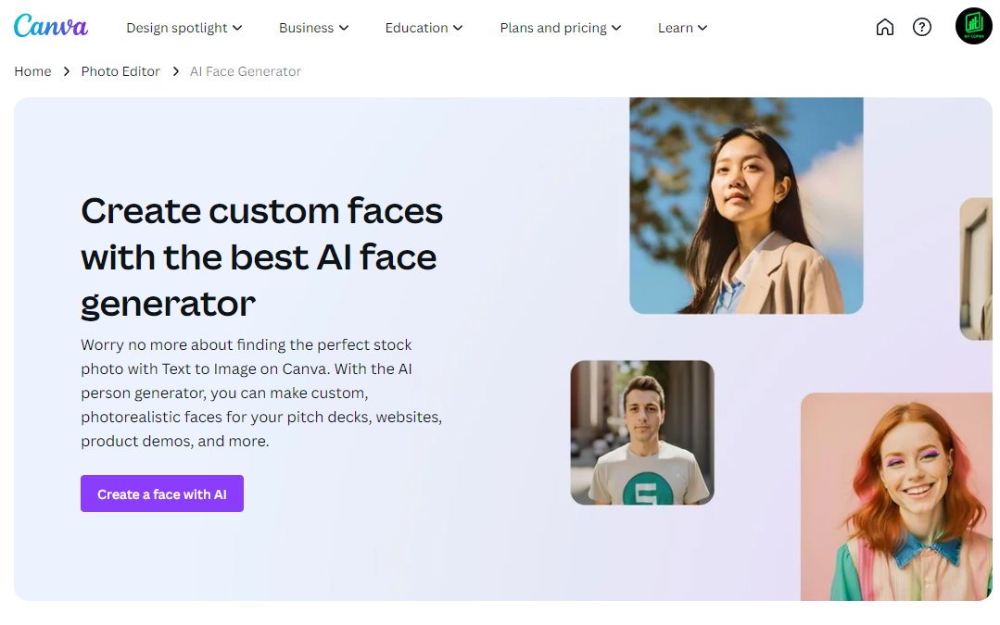 Canva
Design spotlight
Business
Education
Plans and pricing
Learn
Home
Photo Editor
AI Face Generator
Create custom faces
with the best AI face
generator
Worry no more about finding the perfect stock
photo with Text to Image on Canva. With the AI
person generator, you can make custom,
photorealistic faces for your pitch decks, websites,
product demos, and more.
Create a face with AI